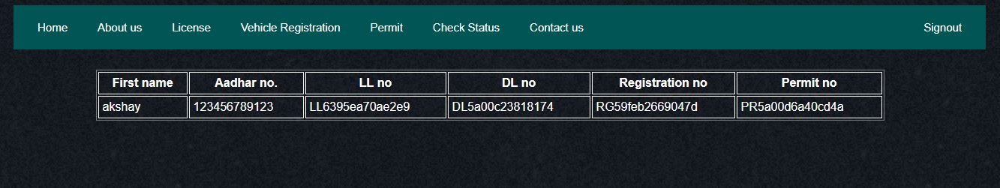 Home About us License Vehicle Registration Permit Check Status Contact us Signout
First name Aadhar no. LL no DL no Registration no Permit no
akshay 123456789123 LL6395ea70ae2e9 DL5a00c23818174 RG59feb2669047d PR5a00d6a40cd4a